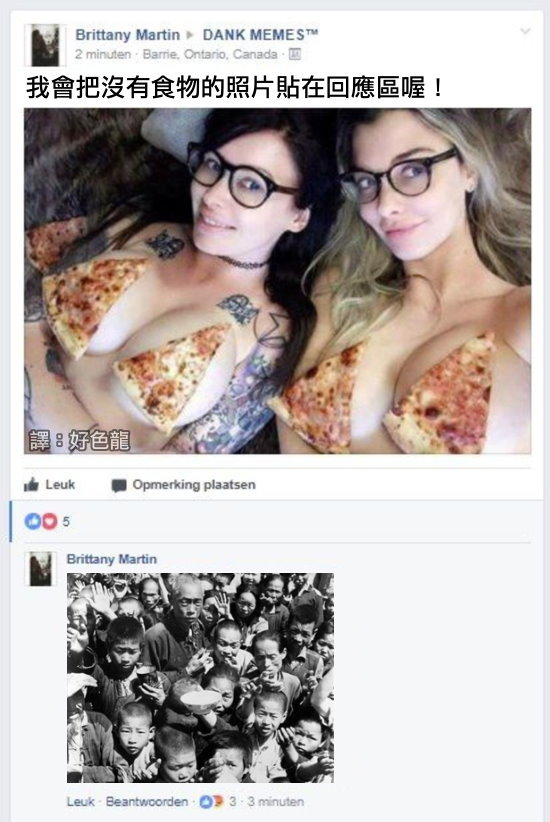 Brittany Martin ▸ DANK MEMES™
2 minuten · Barrie, Ontario, Canada ·
我會把沒有食物的照片貼在回應區喔！
譯：好色龍
Leuk Opmerking plaatsen
5
Brittany Martin
Leuk · Beantwoorden · 3 · 3 minuten